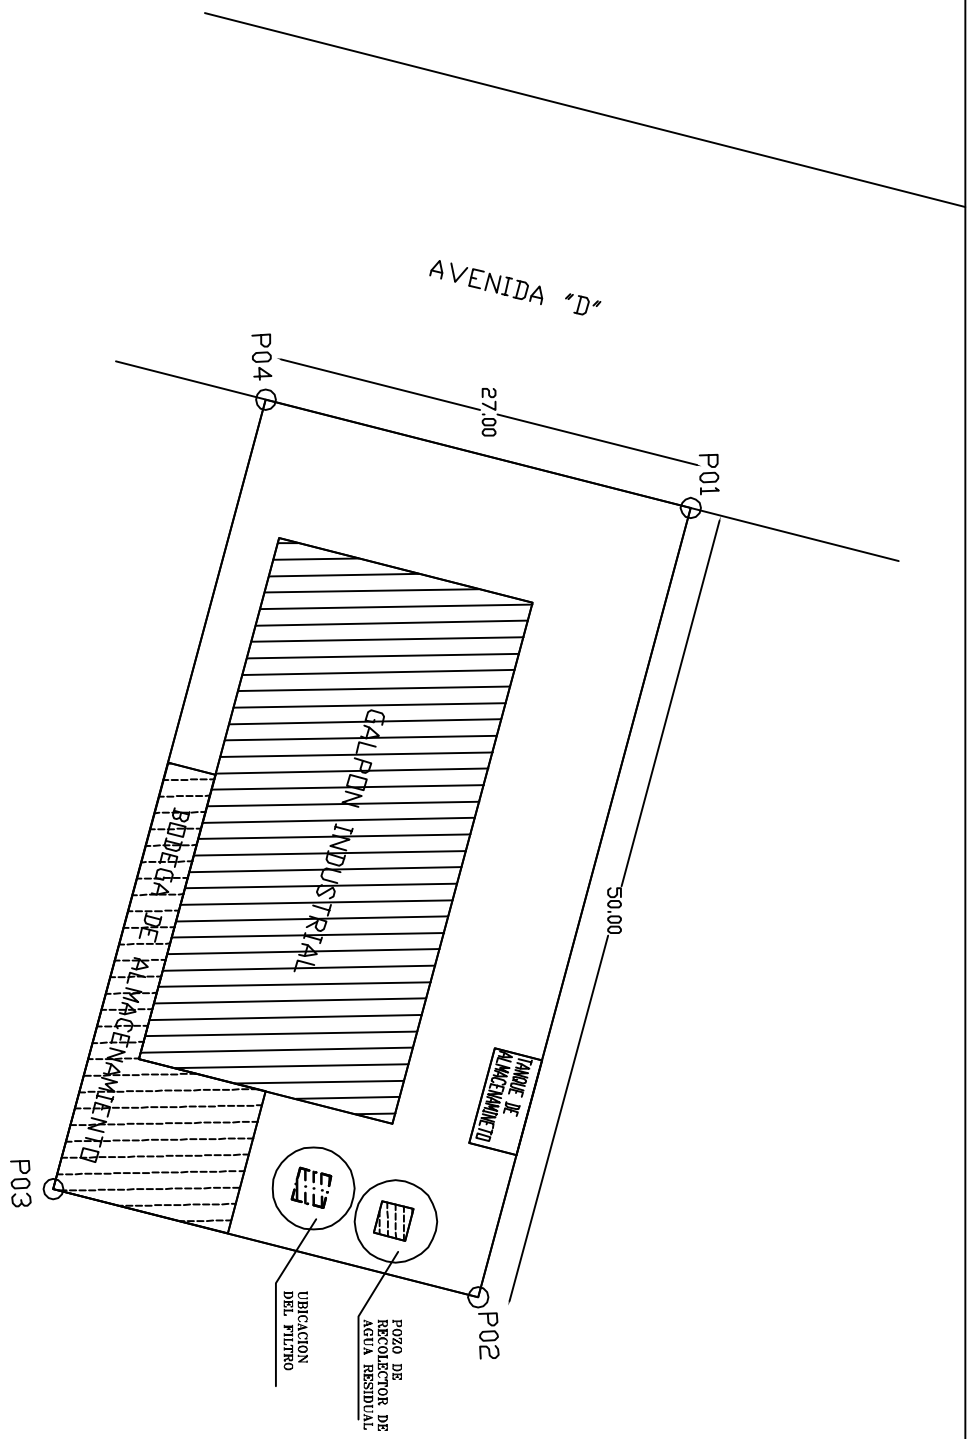 AVENIDA "D"
P04
27.00
P01
50.00
GALPON INDUSTRIAL
BODEGA DE ALMACENAMIENTO
TANQUE DE
ALMACENAMINETO
P03
P02
UBICACION
DEL FILTRO
POZO DE
RECOLECTOR DE
AGUA RESIDUAL